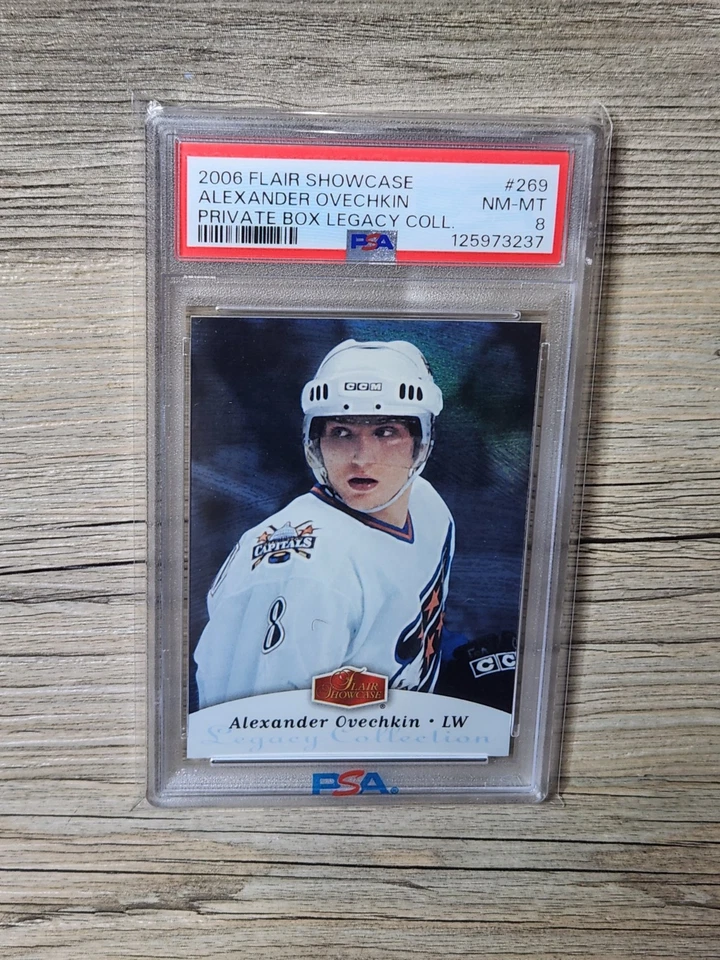 2006 FLAIR SHOWCASE #269
ALEXANDER OVECHKIN NM-MT
PRIVATE BOX LEGACY COLL. 8
PSA 125973237
CCM
CAPITALS
8
CC
FLAIR
SHOWCASE
Alexander Ovechkin • LW
Legacy Collection
PSA